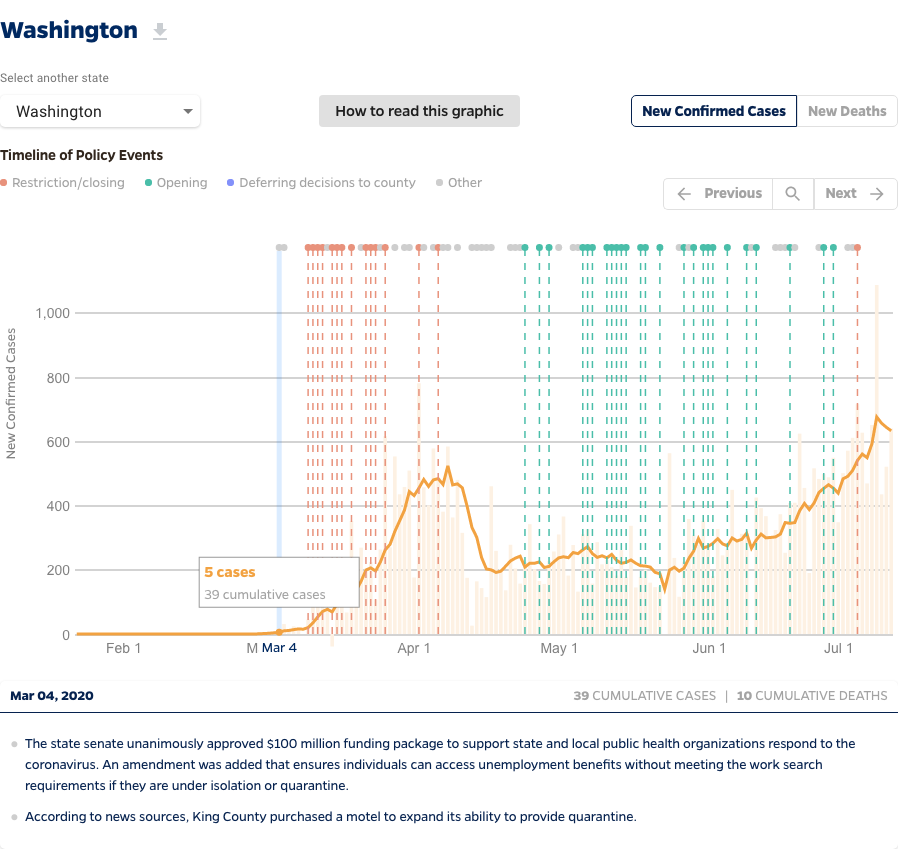 Washington
Select another state
Washington
How to read this graphic
New Confirmed Cases
New Deaths
Timeline of Policy Events
Restriction/closing
Opening
Deferring decisions to county
Other
Previous
Next
New Confirmed Cases
1,000
800
600
400
200
0
5 cases
39 cumulative cases
Feb 1
M
Mar 4
Apr 1
May 1
Jun 1
Jul 1
Mar 04, 2020
39 CUMULATIVE CASES | 10 CUMULATIVE DEATHS
The state senate unanimously approved $100 million funding package to support state and local public health organizations respond to the
coronavirus. An amendment was added that ensures individuals can access unemployment benefits without meeting the work search
requirements if they are under isolation or quarantine.
According to news sources, King County purchased a motel to expand its ability to provide quarantine.